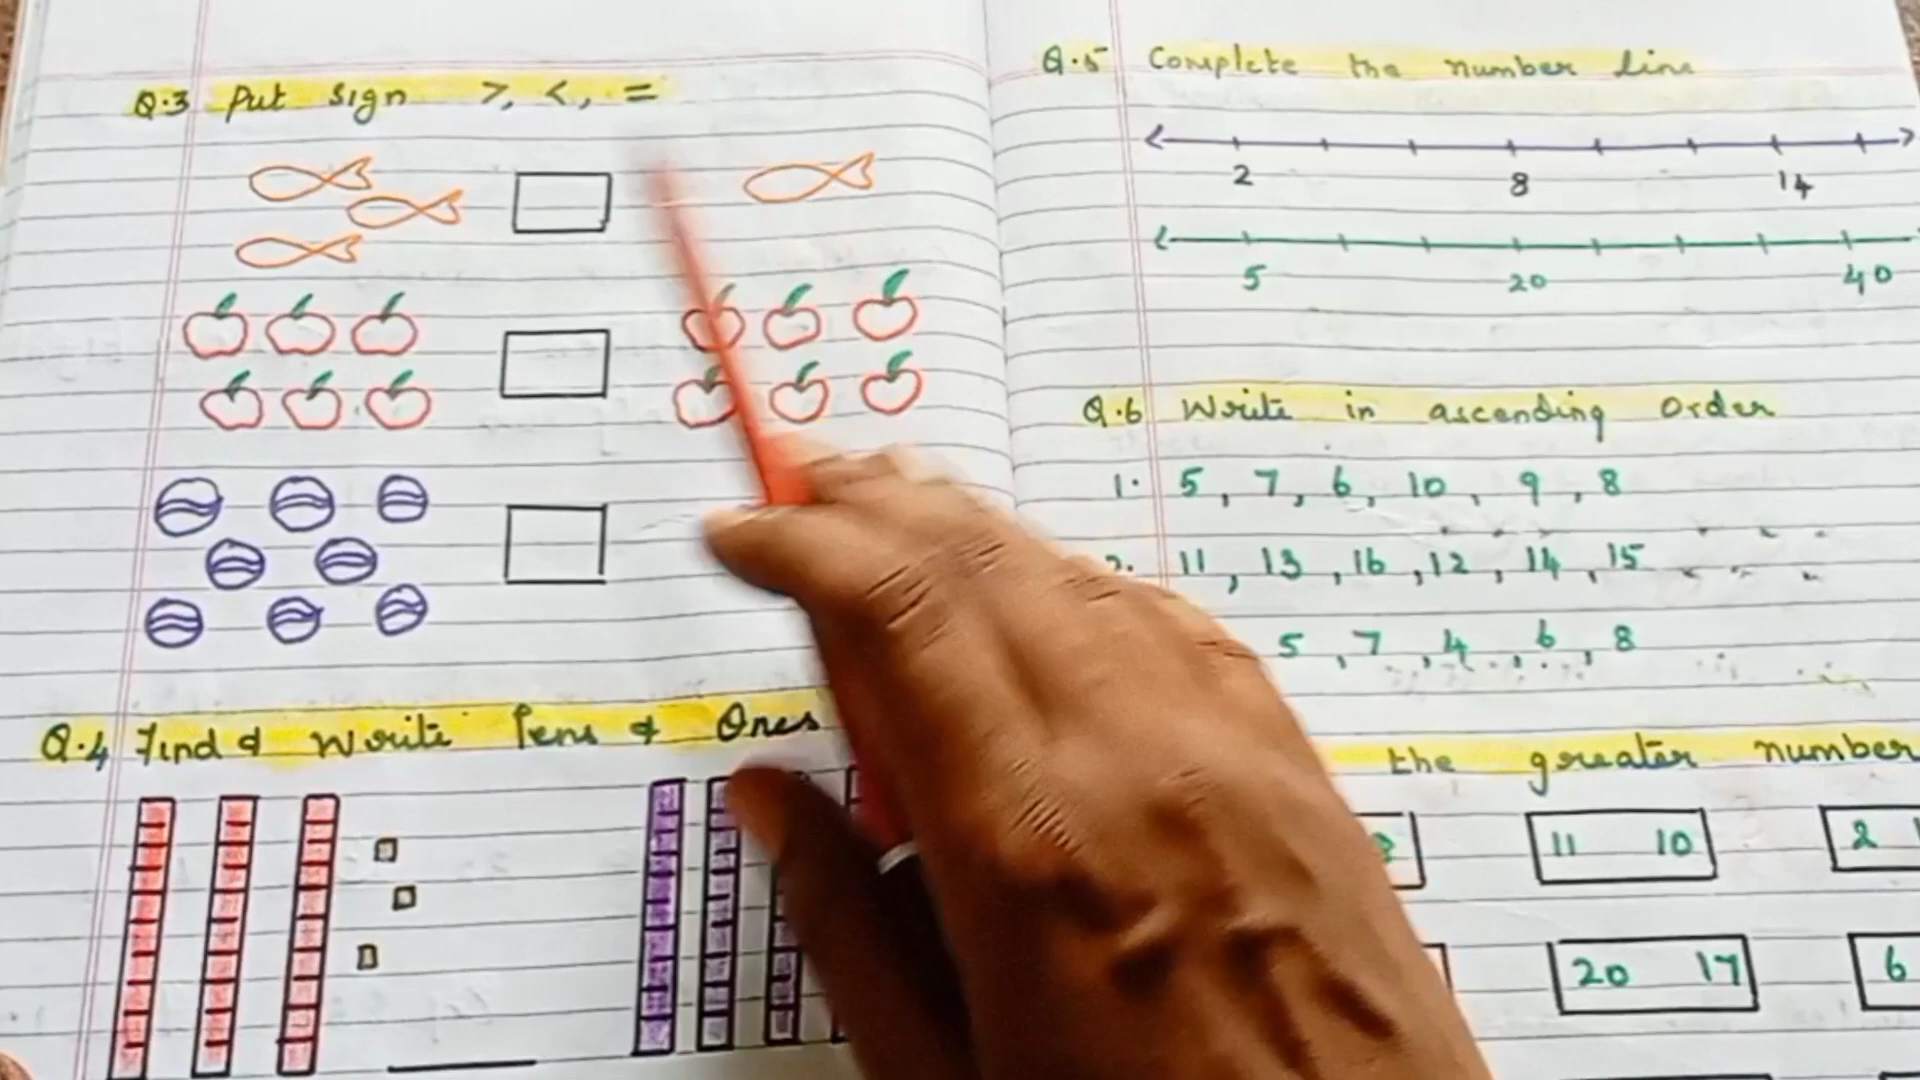 Q.3 Put sign >, <, =
Q.4 Find & Write Tens & Ones
Q.5 Complete the number line
2 8 14
5 20 40
Q.6 Write in ascending Order
1. 5, 7, 6, 10, 9, 8
2. 11, 13, 16, 12, 14, 15
5, 7, 4, 6, 8
the greater number
11 10
2
20 17
6